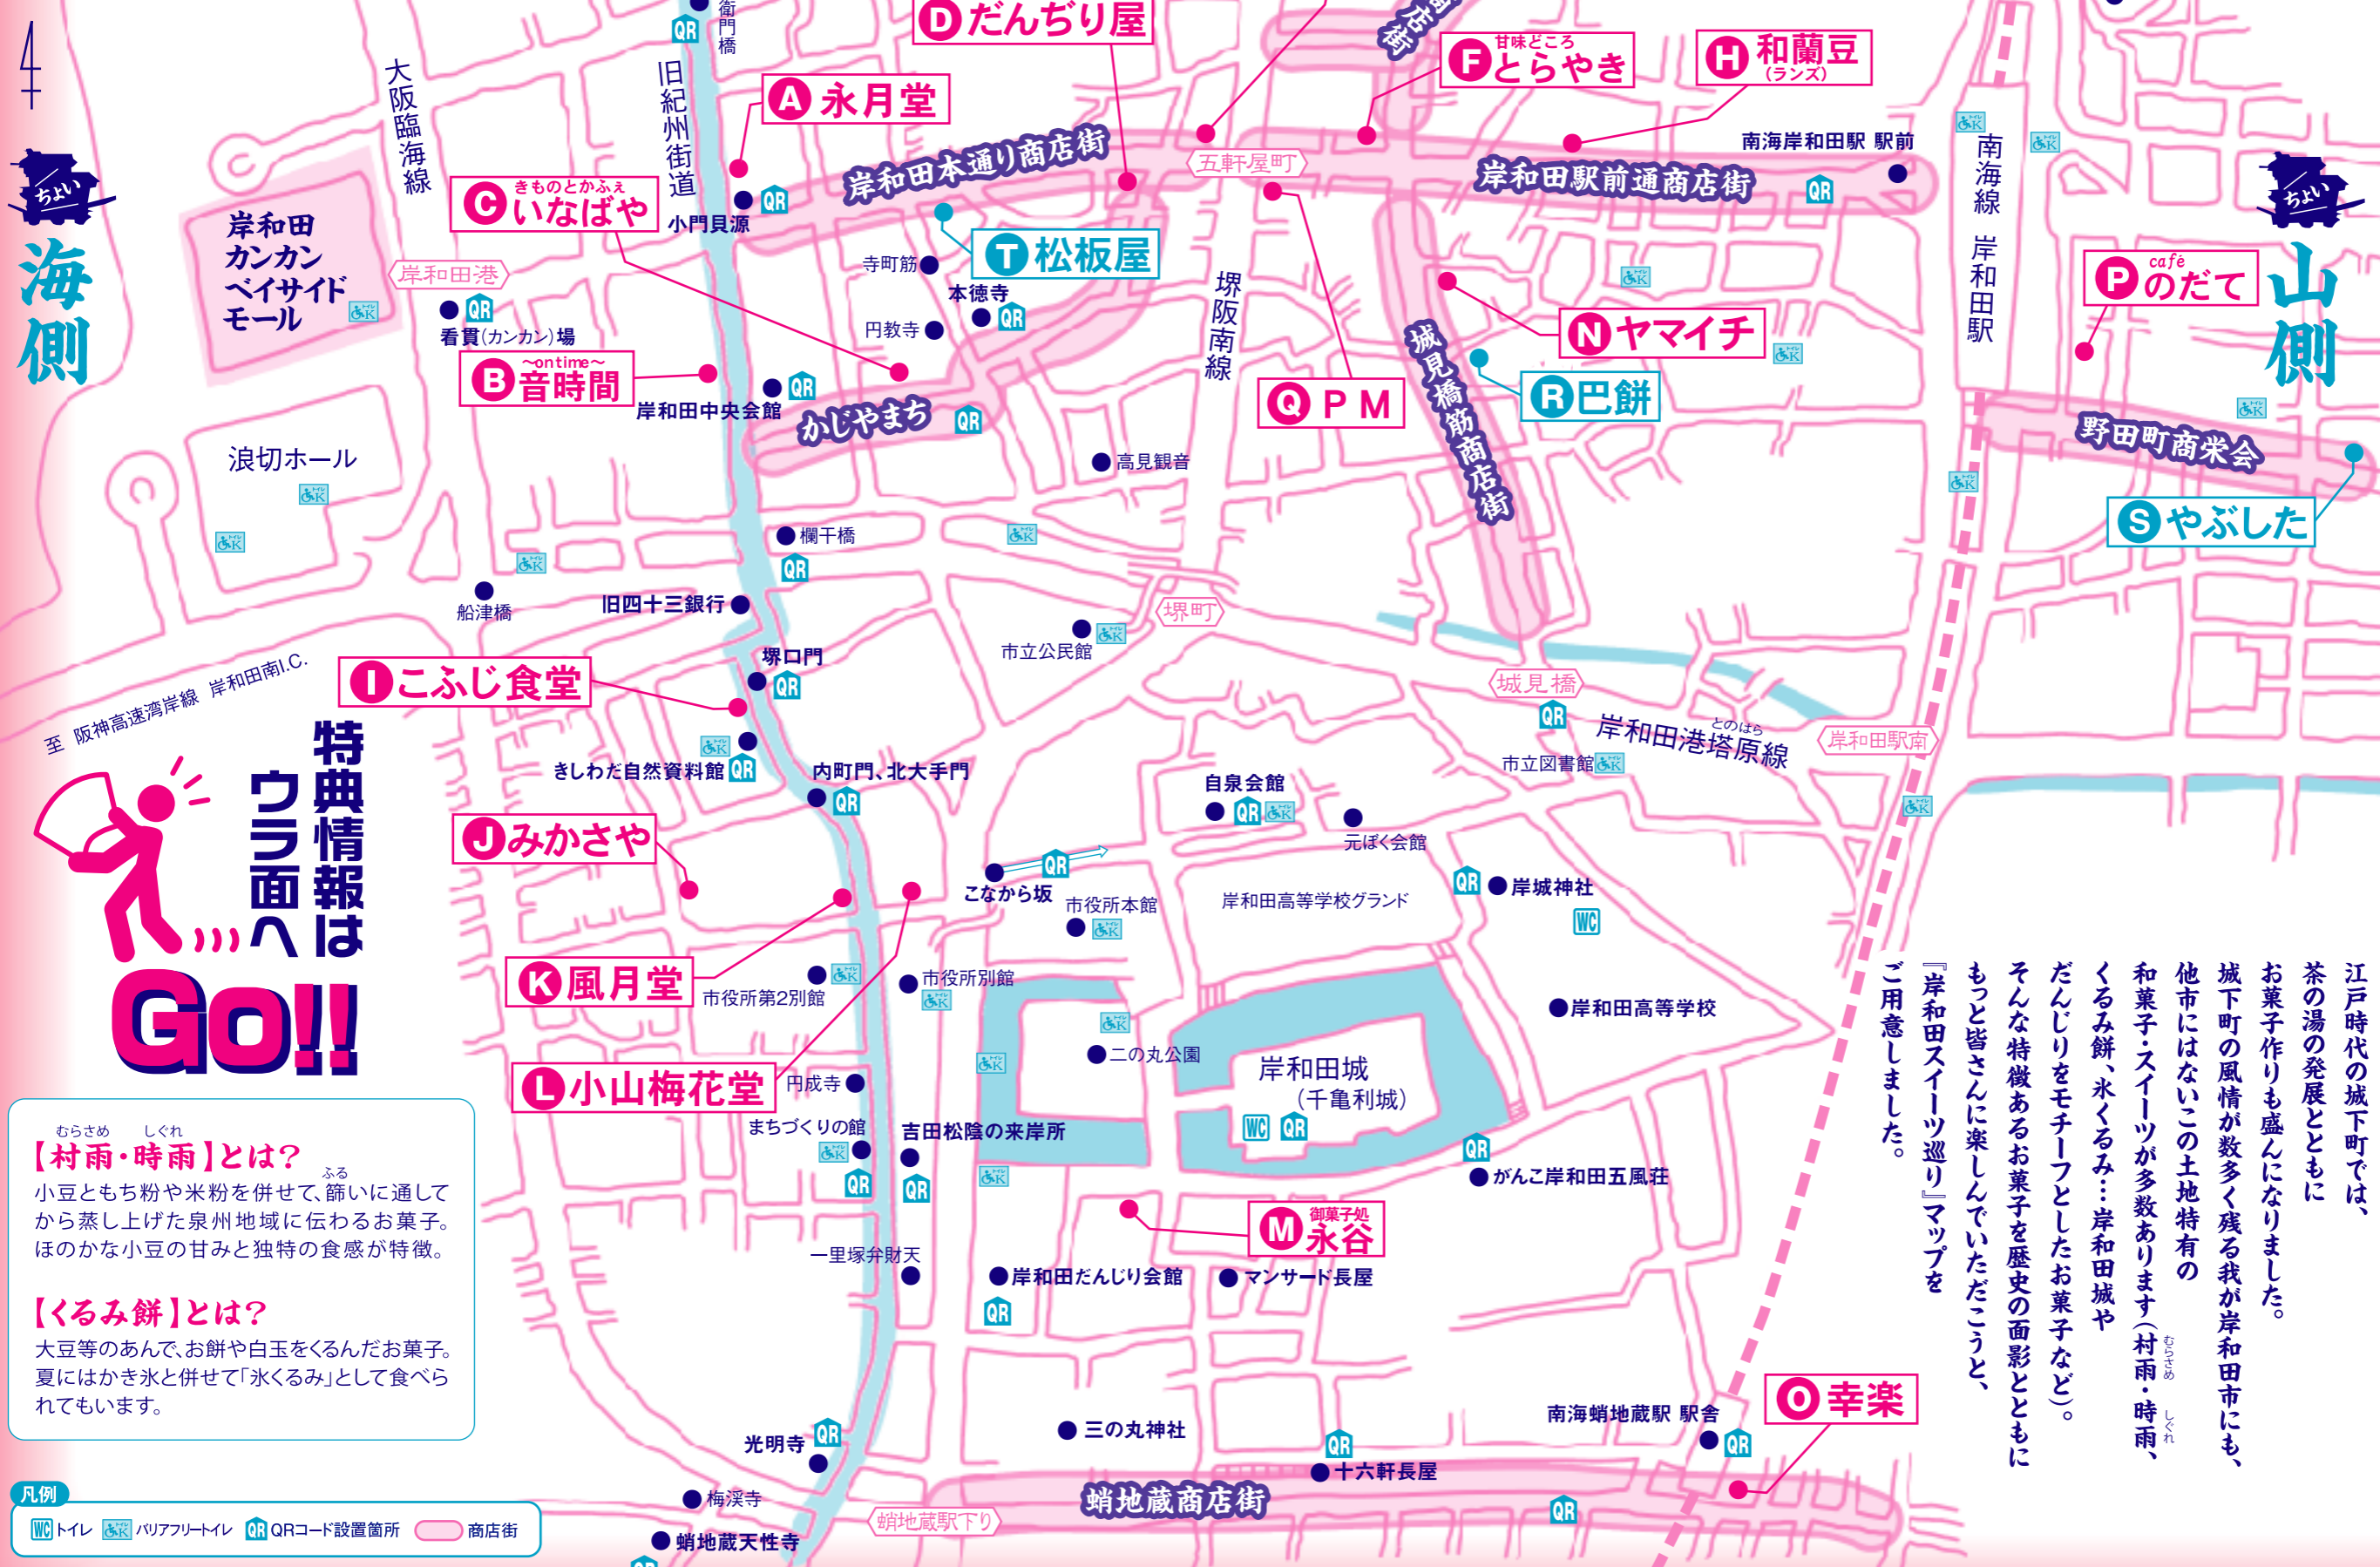 衛門橋
D だんぢり屋
店街
F 甘味どころ とらやき
H 和蘭豆
(ランズ)
大阪臨海線
旧紀州街道
A 永月堂
南海岸和田駅 駅前
南海線 岸和田駅
岸和田本通り商店街
五軒屋町
岸和田駅前通商店街
ちょい
海側
ちょい
山側
C きものとかふぇ
いなばや
小門貝源
岸和田
カンカン
ベイサイド
モール
岸和田港
看貫(カンカン)場
寺町筋
T 松板屋
本徳寺
円教寺
堺阪南線
P café
のだて
N ヤマイチ
城見橋筋商店街
R 巴餅
Q PM
B ~on time~
音時間
岸和田中央会館
かじやまち
野田町商栄会
浪切ホール
高見観音
S やぶした
欄干橋
船津橋
旧四十三銀行
堺町
市立公民館
堺口門
I こふじ食堂
城見橋
至 阪神高速湾岸線 岸和田南I.C.
とのはら
岸和田港塔原線
岸和田駅南
市立図書館
きしわだ自然資料館
内町門、北大手門
自泉会館
元ぼく会館
特典情報は
ウラ面へ
Go!!
J みかさや
こなから坂
市役所本館
岸和田高等学校グランド
岸城神社
K 風月堂
市役所第2別館
市役所別館
岸和田高等学校
二の丸公園
岸和田城
(千亀利城)
L 小山梅花堂
円成寺
まちづくりの館
吉田松陰の来岸所
がんこ岸和田五風荘
M 御菓子処
永谷
一里塚弁財天
岸和田だんじり会館
マンサード長屋
江戸時代の城下町では、
茶の湯の発展とともに
お菓子作りも盛んになりました。
城下町の風情が数多く残る我が岸和田市にも、
他市にはないこの土地特有の
和菓子・スイーツが多数あります(村雨・時雨、
むらさめ しぐれ
くるみ餅、氷くるみ…岸和田城や
だんじりをモチーフとしたお菓子など)。
そんな特徴あるお菓子を歴史の面影とともに
もっと皆さんに楽しんでいただこうと、
『岸和田スイーツ巡り』マップを
ご用意しました。
むらさめ しぐれ
【村雨・時雨】とは?
ふる
小豆ともち粉や米粉を併せて、篩いに通して
から蒸し上げた泉州地域に伝わるお菓子。
ほのかな小豆の甘みと独特の食感が特徴。
【くるみ餅】とは?
大豆等のあんで、お餅や白玉をくるんだお菓子。
夏にはかき氷と併せて「氷くるみ」として食べら
れてもいます。
南海蛸地蔵駅 駅舎
O 幸楽
光明寺
三の丸神社
十六軒長屋
梅渓寺
蛸地蔵商店街
蛸地蔵駅下り
蛸地蔵天性寺
凡例
WC トイレ トイレ K バリアフリートイレ QR QRコード設置箇所 商店街